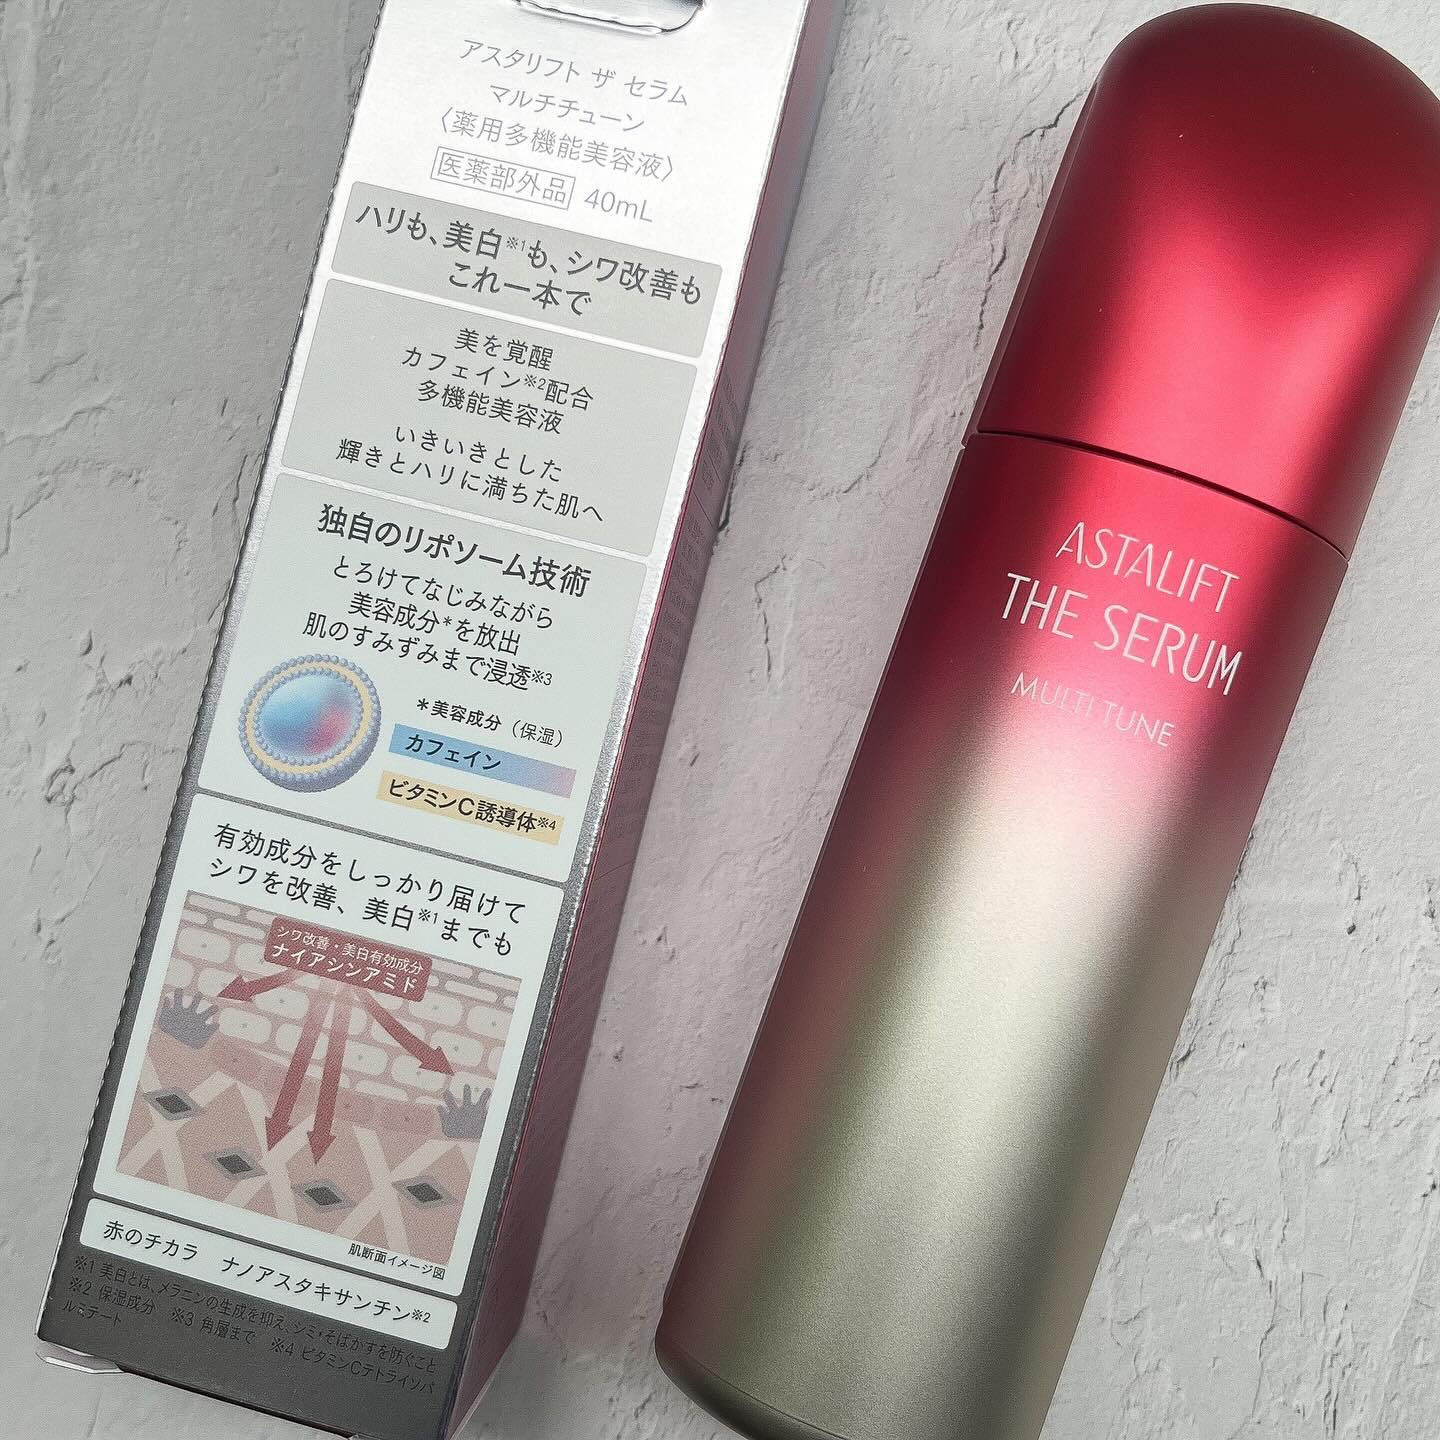 アスタリフト ザ セラム
マルチチューン
〈薬用多機能美容液〉
医薬部外品 40mL
ハリも、美白※1も、シワ改善も
これ一本で
美を覚醒
カフェイン※2配合
多機能美容液
いきいきとした
輝きとハリに満ちた肌へ
独自のリポソーム技術
とろけてなじみながら
美容成分*を放出
肌のすみずみまで浸透※3
*美容成分（保湿）
カフェイン
ビタミンC誘導体※4
有効成分をしっかり届けて
シワを改善、美白※1までも
シワ改善・美白有効成分
ナイアシンアミド
肌断面イメージ図
赤のチカラ ナノアスタキサンチン※2
※1 美白とは、メラニンの生成を抑え、シミ・そばかすを防ぐこと
※2 保湿成分 ※3 角層まで ※4 ビタミンCテトライソパ
ルミテート
ASTALIFT
THE SERUM
MULTI TUNE